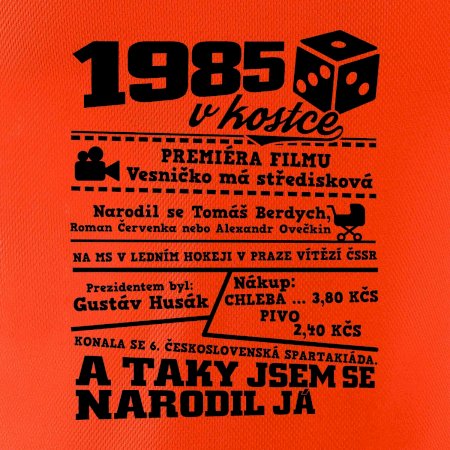 1985
v kostce
PREMIÉRA FILMU
Vesničko má středisková
Narodil se Tomáš Berdych,
Roman Červenka nebo Alexandr Ovečkin
NA MS V LEDNÍM HOKEJI V PRAZE VÍTĚZÍ ČSSR
Prezidentem byl:
Gustáv Husák
Nákup:
CHLEBA ... 3,80 KČS
PIVO
2,40 KČS
KONALA SE 6. ČESKOSLOVENSKÁ SPARTAKIÁDA.
A TAKY JSEM SE
NARODIL JÁ